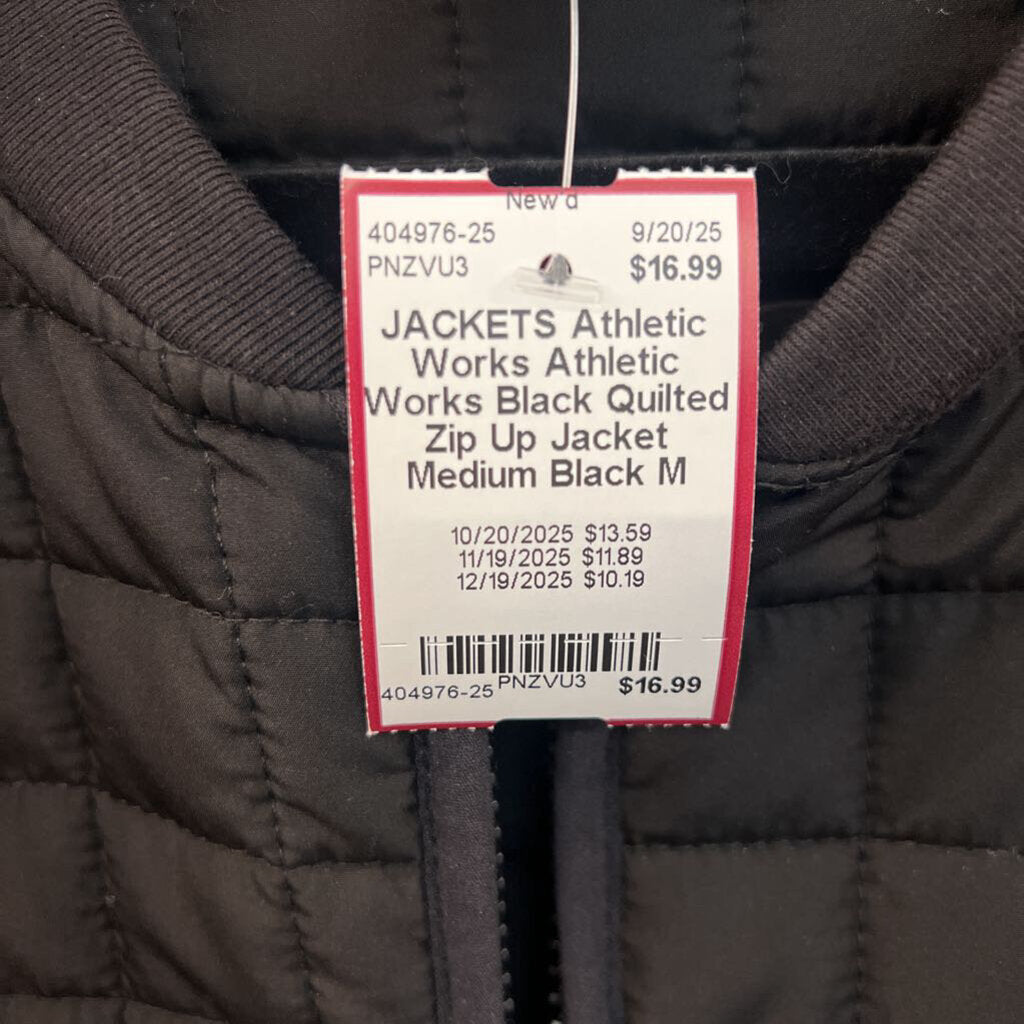 New'd
404976-25 9/20/25
PNZVU3 $16.99
JACKETS Athletic
Works Athletic
Works Black Quilted
Zip Up Jacket
Medium Black M
10/20/2025 $13.59
11/19/2025 $11.89
12/19/2025 $10.19
404976-25 PNZVU3 $16.99